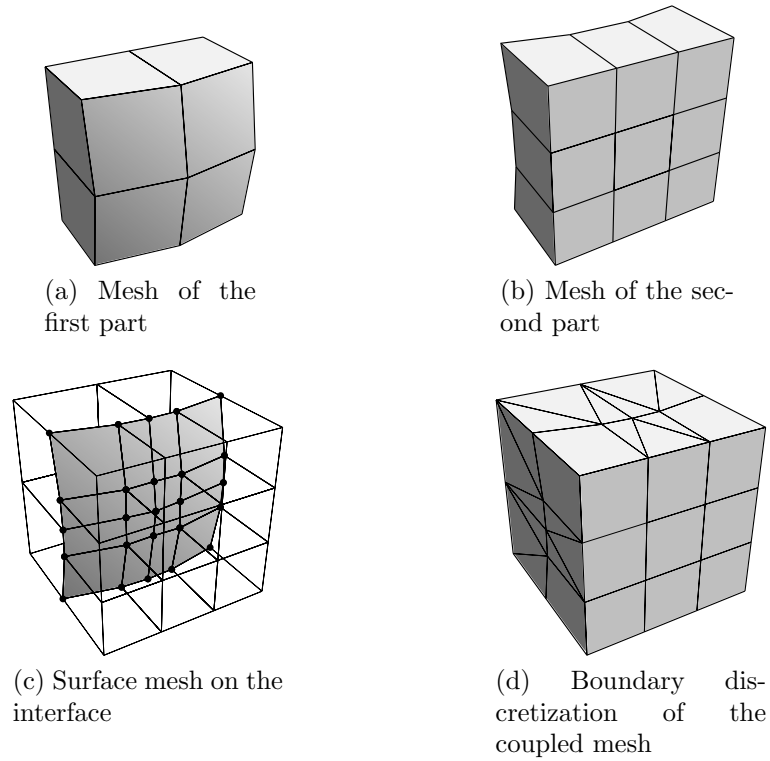 (a) Mesh of the
first part
(b) Mesh of the sec-
ond part
(c) Surface mesh on the
interface
(d) Boundary dis-
cretization of the
coupled mesh